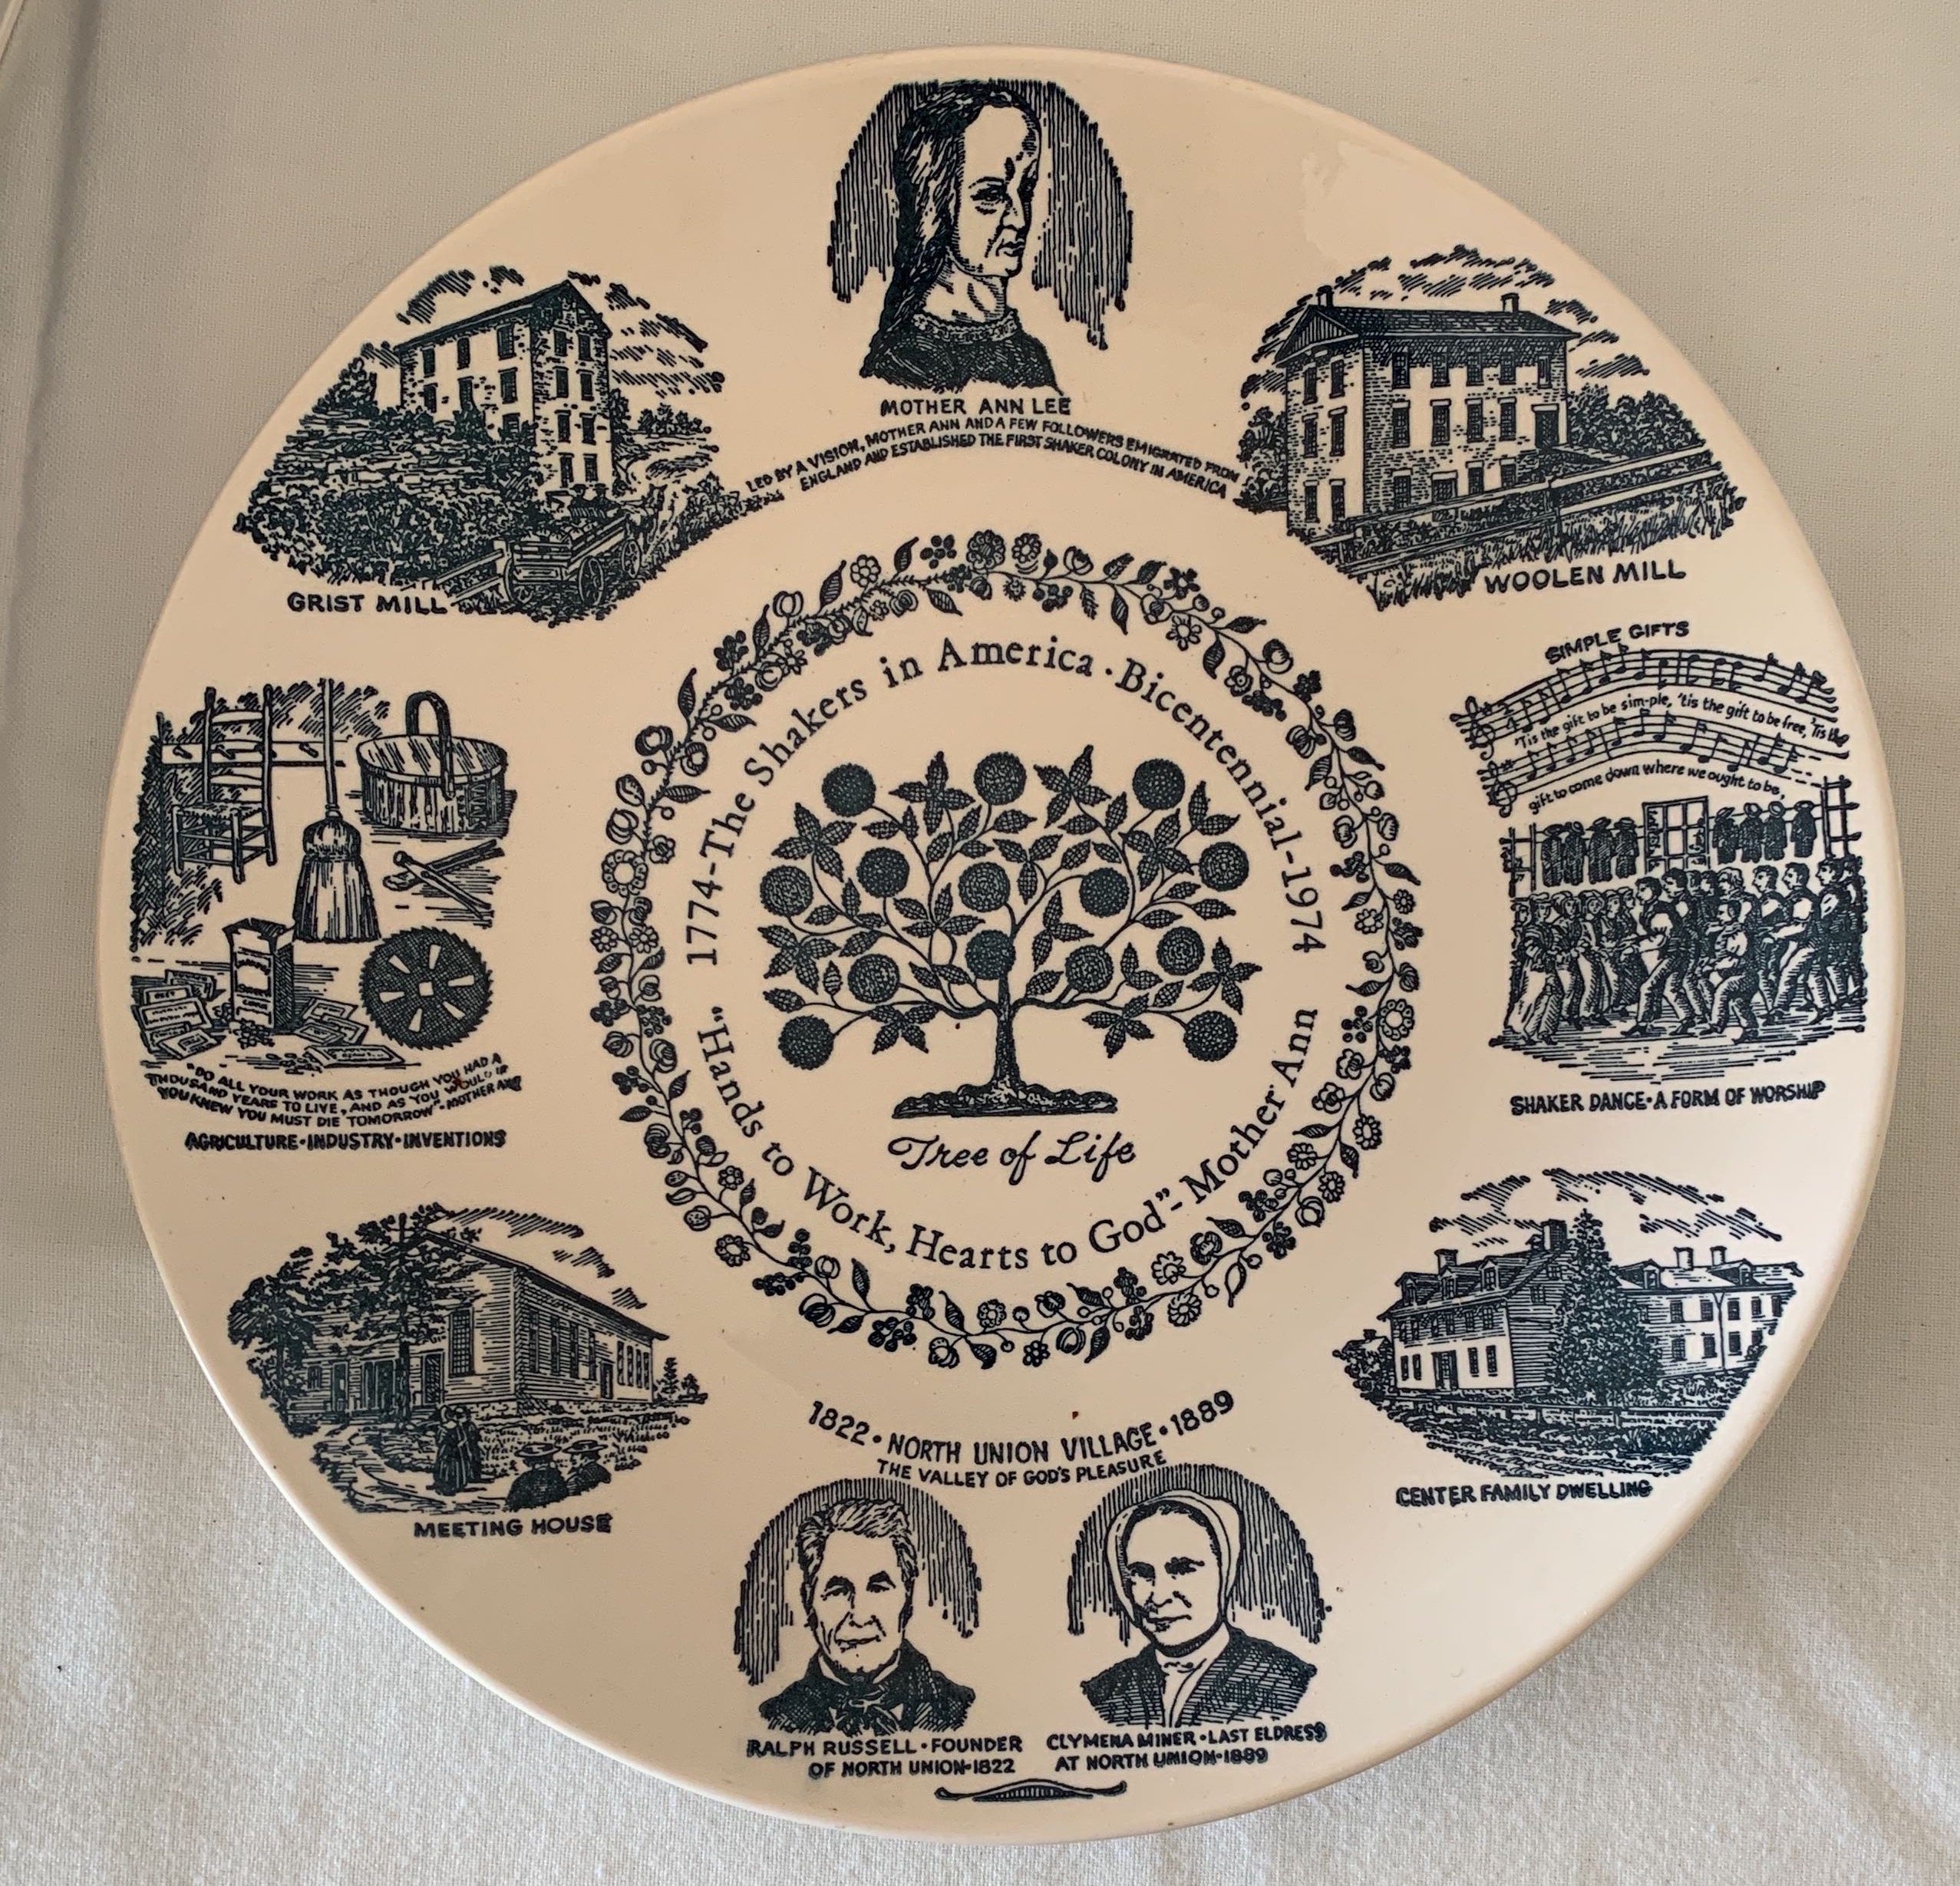 MOTHER ANN LEE
LED BY A VISION, MOTHER ANN AND A FEW FOLLOWERS EMIGRATED FROM
ENGLAND AND ESTABLISHED THE FIRST SHAKER COLONY IN AMERICA
GRIST MILL
WOOLEN MILL
SIMPLE GIFTS
'Tis the gift to be sim-ple, 'tis the gift to be free, 'Tis the
gift to come down where we ought to be,
SHAKER DANCE • A FORM OF WORSHIP
1774-The Shakers in America · Bicentennial-1974
"Hands to Work, Hearts to God"- Mother Ann
Tree of Life
"DO ALL YOUR WORK AS THOUGH YOU HAD A
THOUSAND YEARS TO LIVE, AND AS YOU WOULD IF
YOU KNEW YOU MUST DIE TOMORROW" - MOTHER ANN
AGRICULTURE • INDUSTRY • INVENTIONS
MEETING HOUSE
CENTER FAMILY DWELLING
1822 • NORTH UNION VILLAGE • 1889
THE VALLEY OF GOD'S PLEASURE
RALPH RUSSELL • FOUNDER
OF NORTH UNION-1822
CLYMENA MINER • LAST ELDRESS
AT NORTH UNION-1889